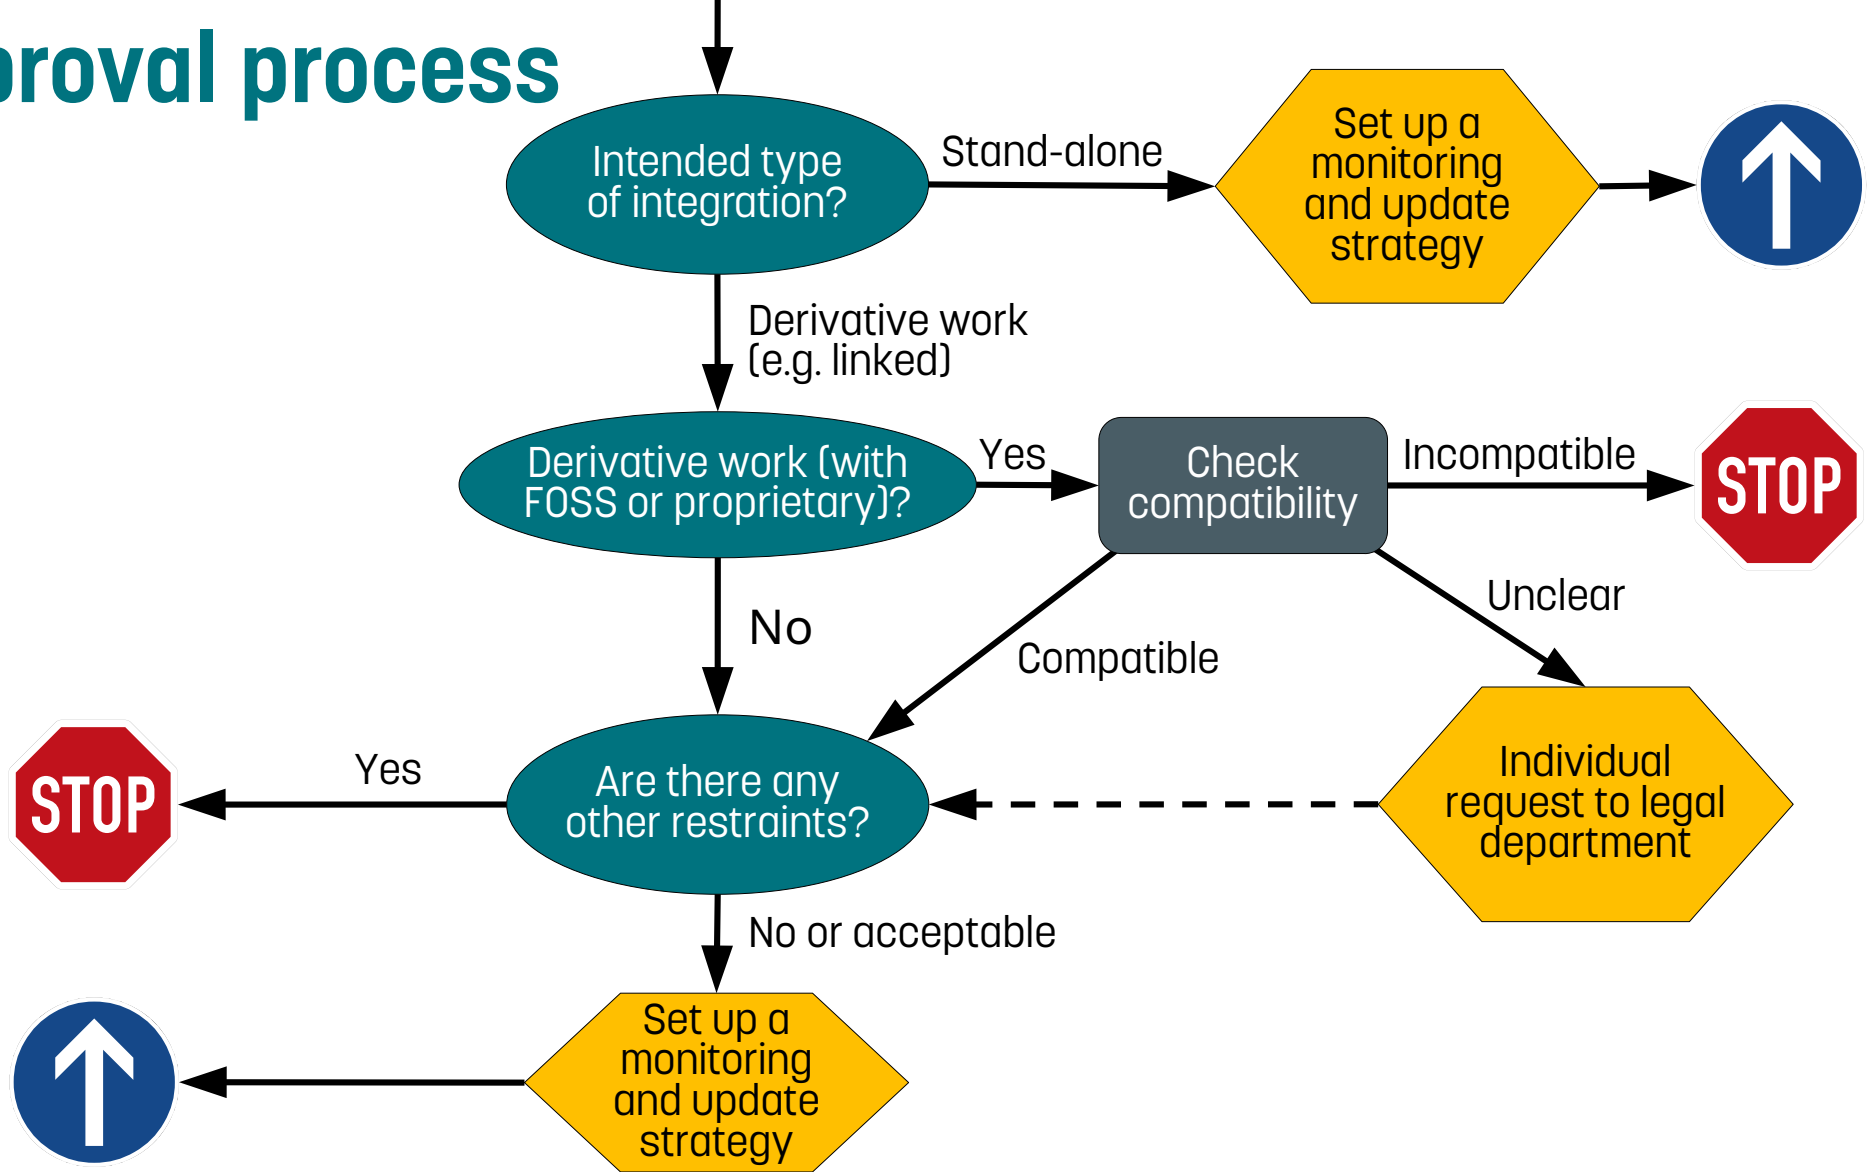 proval process
Intended type
of integration?
Stand-alone
Set up a
monitoring
and update
strategy
Derivative work
(e.g. linked)
Derivative work (with
FOSS or proprietary)?
Yes
Check
compatibility
Incompatible
STOP
No
Compatible
Unclear
STOP
Yes
Are there any
other restraints?
Individual
request to legal
department
No or acceptable
Set up a
monitoring
and update
strategy